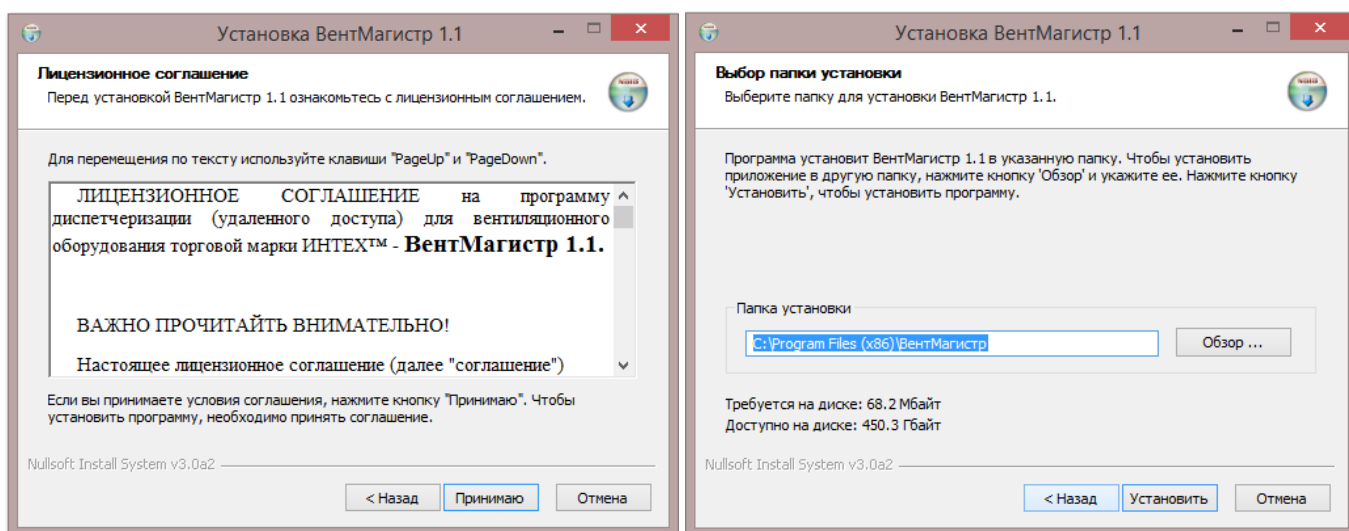 Установка ВентМагистр 1.1
Лицензионное соглашение
Перед установкой ВентМагистр 1.1 ознакомьтесь с лицензионным соглашением.
Для перемещения по тексту используйте клавиши "PageUp" и "PageDown".
ЛИЦЕНЗИОННОЕ СОГЛАШЕНИЕ на программу
диспетчеризации (удаленного доступа) для вентиляционного
оборудования торговой марки ИНТЕХ™ - ВентМагистр 1.1.
ВАЖНО ПРОЧИТАЙТЬ ВНИМАТЕЛЬНО!
Настоящее лицензионное соглашение (далее "соглашение")
Если вы принимаете условия соглашения, нажмите кнопку "Принимаю". Чтобы
установить программу, необходимо принять соглашение.
Nullsoft Install System v3.0a2
< Назад Принимаю Отмена
Установка ВентМагистр 1.1
Выбор папки установки
Выберите папку для установки ВентМагистр 1.1.
Программа установит ВентМагистр 1.1 в указанную папку. Чтобы установить
приложение в другую папку, нажмите кнопку 'Обзор' и укажите ее. Нажмите кнопку
'Установить', чтобы установить программу.
Папка установки
C:\Program Files (x86)\ВентМагистр Обзор ...
Требуется на диске: 68.2 Мбайт
Доступно на диске: 450.3 Гбайт
Nullsoft Install System v3.0a2
< Назад Установить Отмена